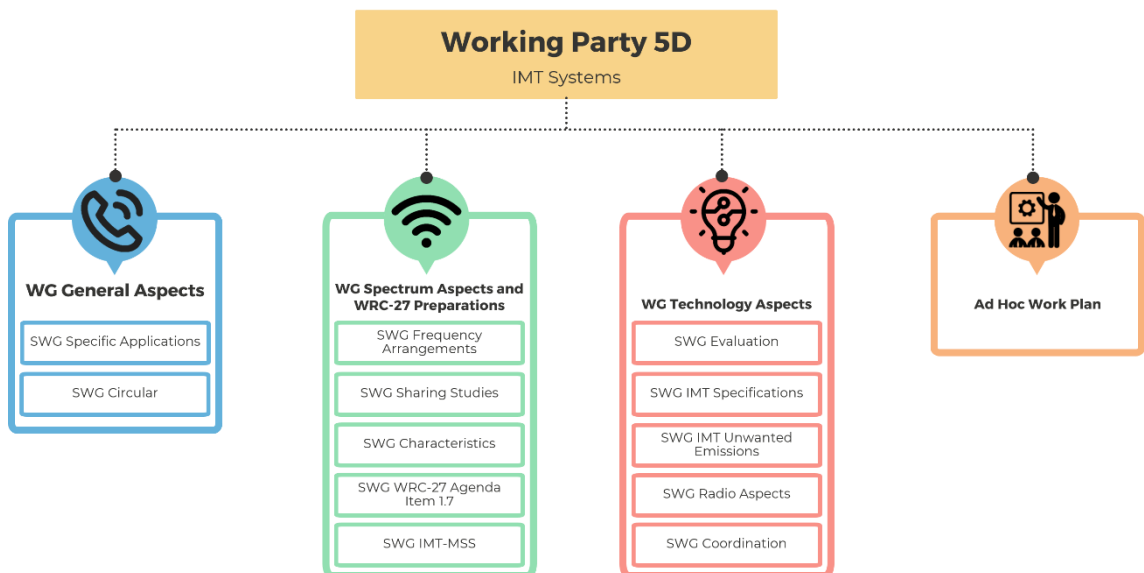 Working Party 5D
IMT Systems
WG General Aspects
SWG Specific Applications
SWG Circular
WG Spectrum Aspects and
WRC-27 Preparations
SWG Frequency
Arrangements
SWG Sharing Studies
SWG Characteristics
SWG WRC-27 Agenda
Item 1.7
SWG IMT-MSS
WG Technology Aspects
SWG Evaluation
SWG IMT Specifications
SWG IMT Unwanted
Emissions
SWG Radio Aspects
SWG Coordination
Ad Hoc Work Plan